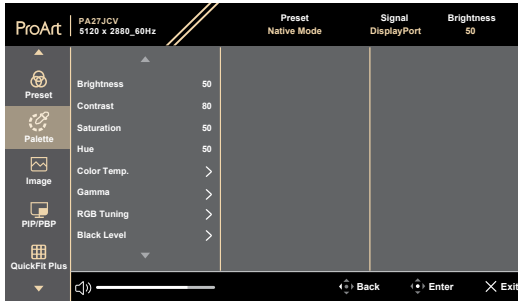 ProArt
PA27JCV
5120 x 2880_60Hz
Preset
Native Mode
Signal
DisplayPort
Brightness
50
Preset
Palette
Image
PIP/PBP
QuickFit Plus
Brightness 50
Contrast 80
Saturation 50
Hue 50
Color Temp.
Gamma
RGB Tuning
Black Level
Back
Enter
Exit